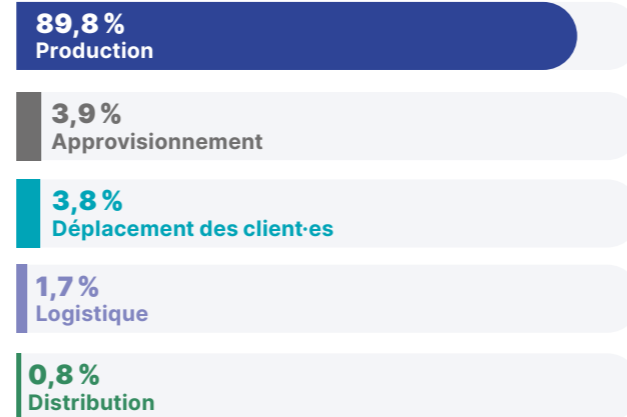 89,8 %
Production
3,9 %
Approvisionnement
3,8 %
Déplacement des client·es
1,7 %
Logistique
0,8 %
Distribution